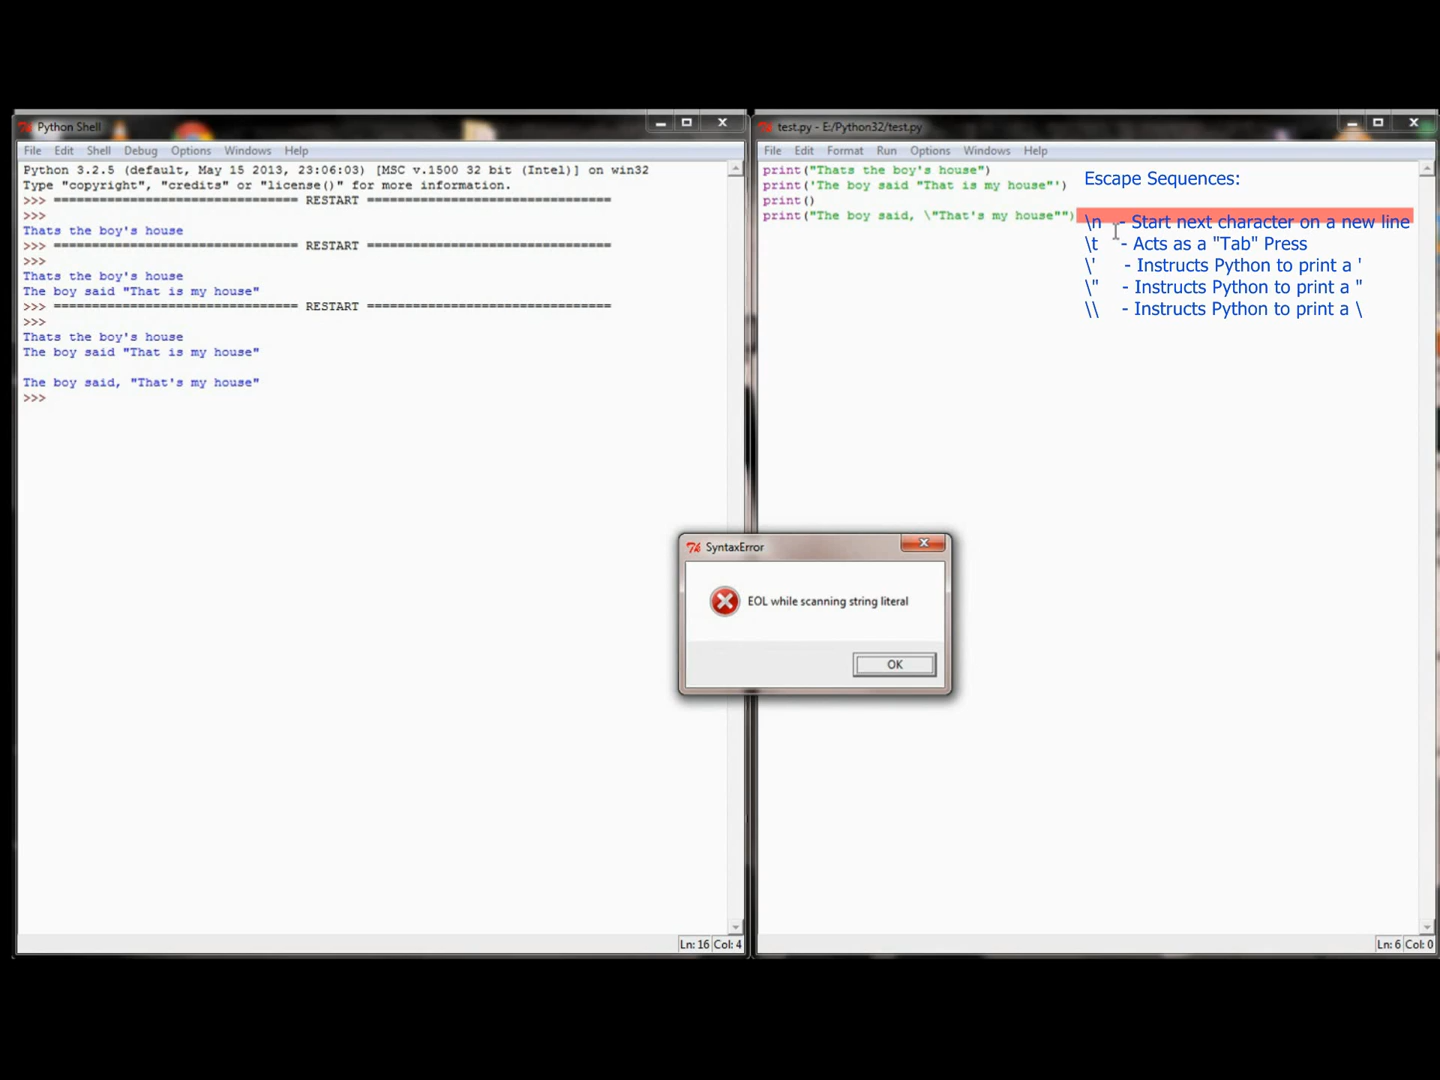 Python Shell
File Edit Shell Debug Options Windows Help
Python 3.2.5 (default, May 15 2013, 23:06:03) [MSC v.1500 32 bit (Intel)] on win32
Type "copyright", "credits" or "license()" for more information.
>>> ================================ RESTART ================================
>>>
Thats the boy's house
>>> ================================ RESTART ================================
>>>
Thats the boy's house
The boy said "That is my house"
>>> ================================ RESTART ================================
>>>
Thats the boy's house
The boy said "That is my house"
The boy said, "That's my house"
>>>
Ln: 16 Col: 4
test.py - E:/Python32/test.py
File Edit Format Run Options Windows Help
print("Thats the boy's house")
print('The boy said "That is my house"')
print()
print("The boy said, \"That's my house"")
Escape Sequences:
\n - Start next character on a new line
\t - Acts as a "Tab" Press
\' - Instructs Python to print a '
\" - Instructs Python to print a "
\\ - Instructs Python to print a \
Ln: 6 Col: 0
SyntaxError
EOL while scanning string literal
OK